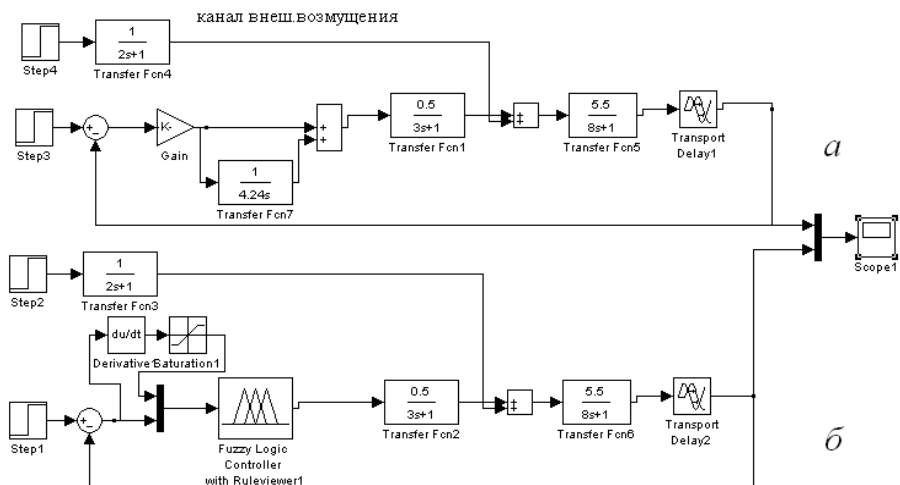 канал внеш.возмущения
1
2s+1
Step4
Transfer Fcn4
Step3
K-
Gain
1
4.24s
Transfer Fcn7
0.5
3s+1
Transfer Fcn1
5.5
8s+1
Transfer Fcn5
Transport
Delay1
а
Scope1
1
2s+1
Step2
Transfer Fcn3
du/dt
Derivative1
Saturation1
Step1
Fuzzy Logic
Controller
with Ruleviewer1
0.5
3s+1
Transfer Fcn2
5.5
8s+1
Transfer Fcn6
Transport
Delay2
б